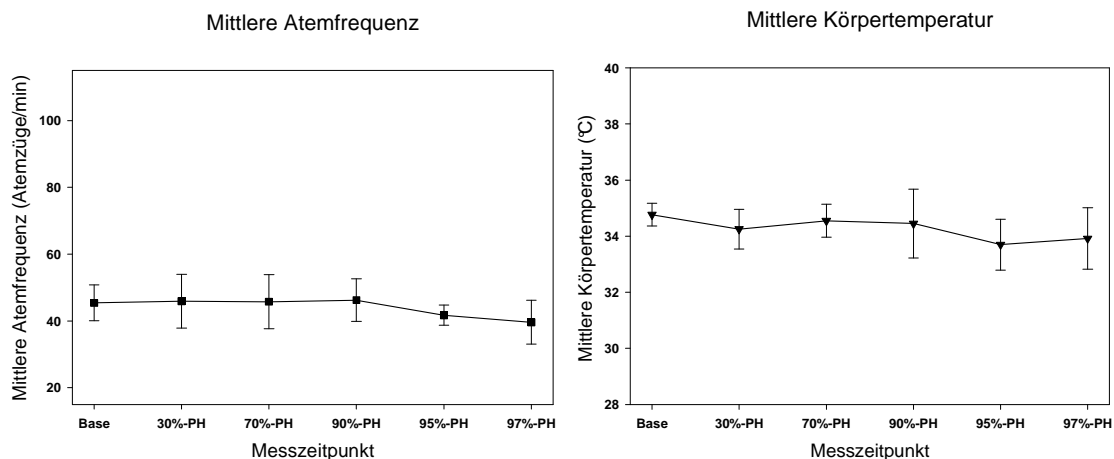 Mittlere Atemfrequenz
Mittlere Atemfrequenz (Atemzüge/min)
100
80
60
40
20
Base 30%-PH 70%-PH 90%-PH 95%-PH 97%-PH
Messzeitpunkt
Mittlere Körpertemperatur
Mittlere Körpertemperatur (°C)
40
38
36
34
32
30
28
Base 30%-PH 70%-PH 90%-PH 95%-PH 97%-PH
Messzeitpunkt